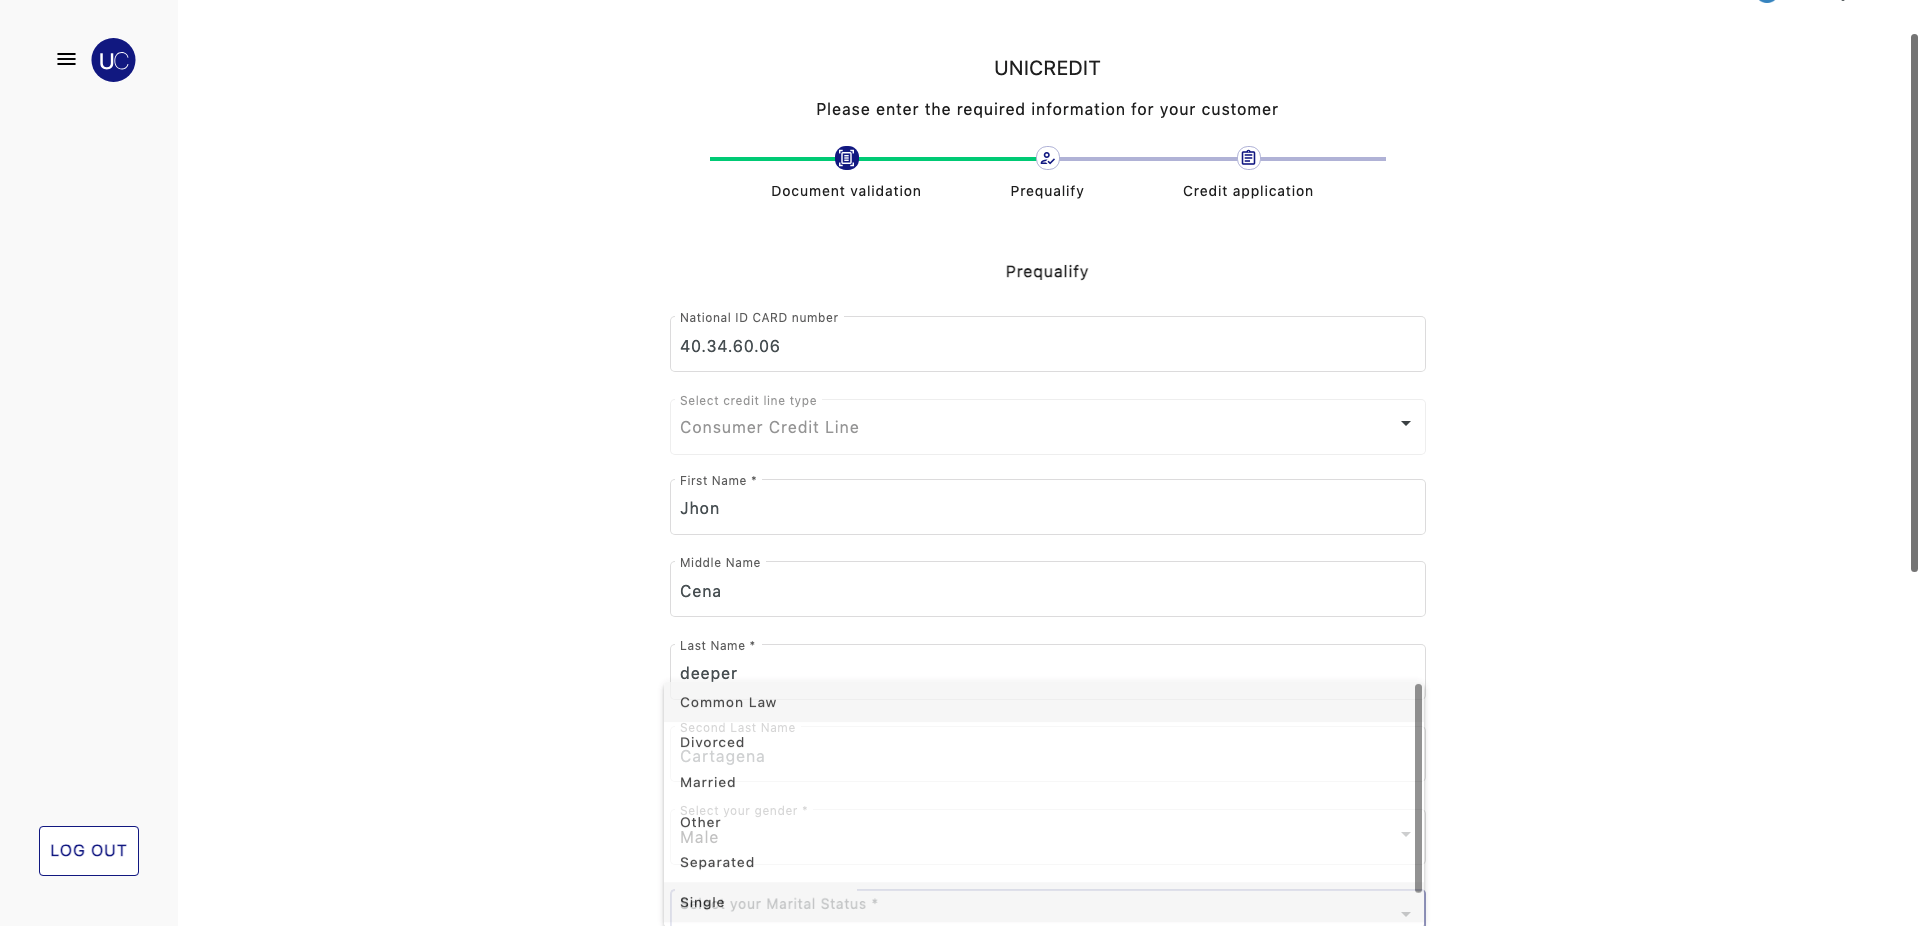 UC
UNICREDIT
Please enter the required information for your customer
Document validation
Prequalify
Credit application
Prequalify
National ID CARD number
40.34.60.06
Select credit line type
Consumer Credit Line
First Name *
Jhon
Middle Name
Cena
Last Name *
deeper
Common Law
Second Last Name
Divorced
Cartagena
Married
Select your gender *
Other
Male
Separated
Single
your Marital Status *
LOG OUT